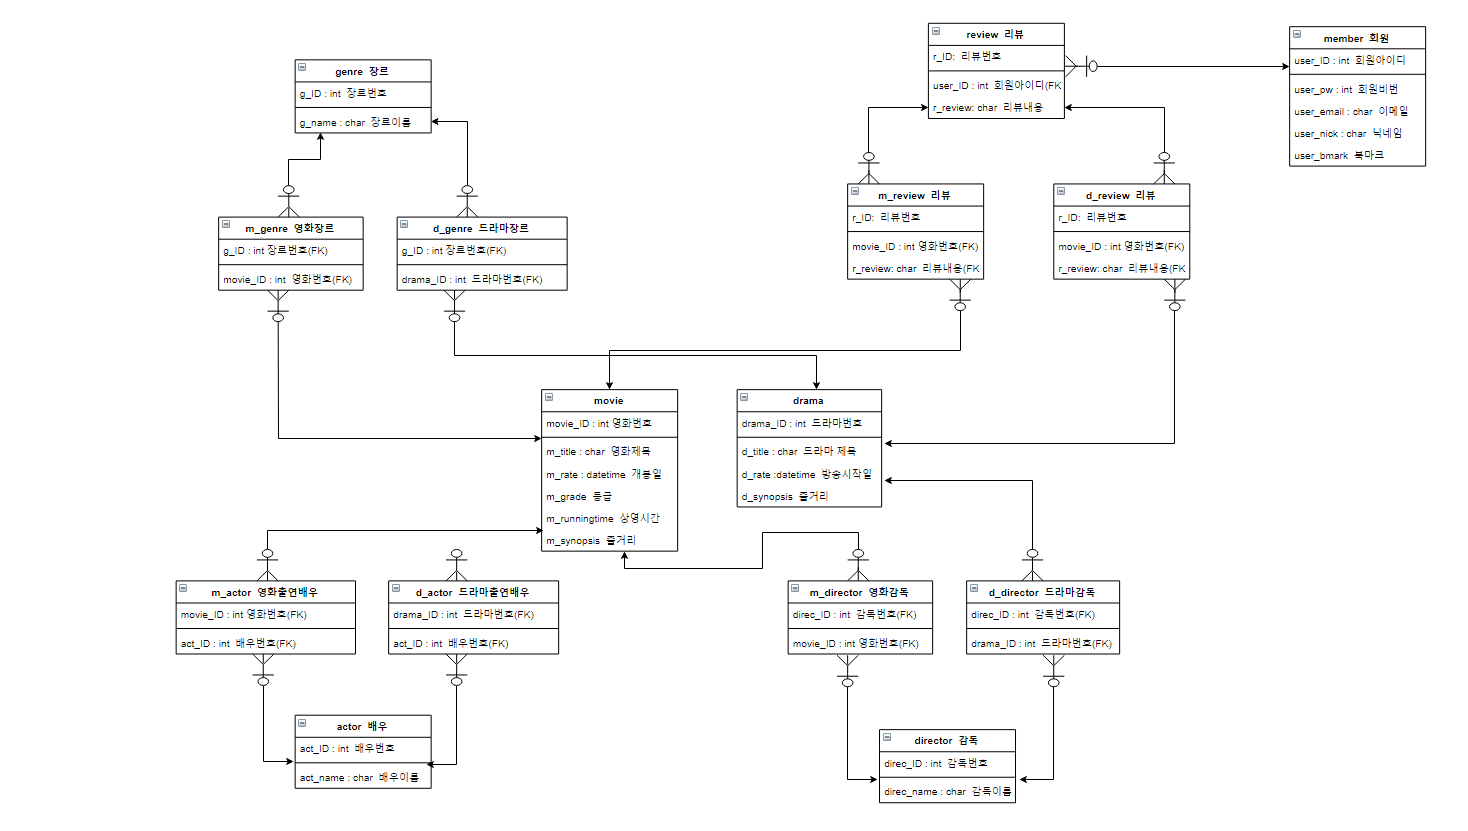 review 리뷰
r_ID: 리뷰번호
user_ID : int 회원아이디(FK
r_review: char 리뷰내용
member 회원
user_ID : int 회원아이디
user_pw : int 회원비번
user_email : char 이메일
user_nick : char 닉네임
user_bmark 북마크
genre 장르
g_ID : int 장르번호
g_name : char 장르이름
m_genre 영화장르
g_ID : int 장르번호(FK)
movie_ID : int 영화번호(FK)
d_genre 드라마장르
g_ID : int 장르번호(FK)
drama_ID : int 드라마번호(FK)
m_review 리뷰
r_ID: 리뷰번호
movie_ID : int 영화번호(FK)
r_review: char 리뷰내용(FK
d_review 리뷰
r_ID: 리뷰번호
movie_ID : int 영화번호(FK)
r_review: char 리뷰내용(FK
movie
movie_ID : int 영화번호
m_title : char 영화제목
m_rate : datetime 개봉일
m_grade 등급
m_runningtime 상영시간
m_synopsis 줄거리
drama
drama_ID : int 드라마번호
d_title : char 드라마 제목
d_rate :datetime 방송시작일
d_synopsis 줄거리
m_actor 영화출연배우
movie_ID : int 영화번호(FK)
act_ID : int 배우번호(FK)
d_actor 드라마출연배우
drama_ID : int 드라마번호(FK)
act_ID : int 배우번호(FK)
m_director 영화감독
direc_ID : int 감독번호(FK)
movie_ID : int 영화번호(FK)
d_director 드라마감독
direc_ID : int 감독번호(FK)
drama_ID : int 드라마번호(FK)
actor 배우
act_ID : int 배우번호
act_name : char 배우이름
director 감독
direc_ID : int 감독번호
direc_name : char 감독이름